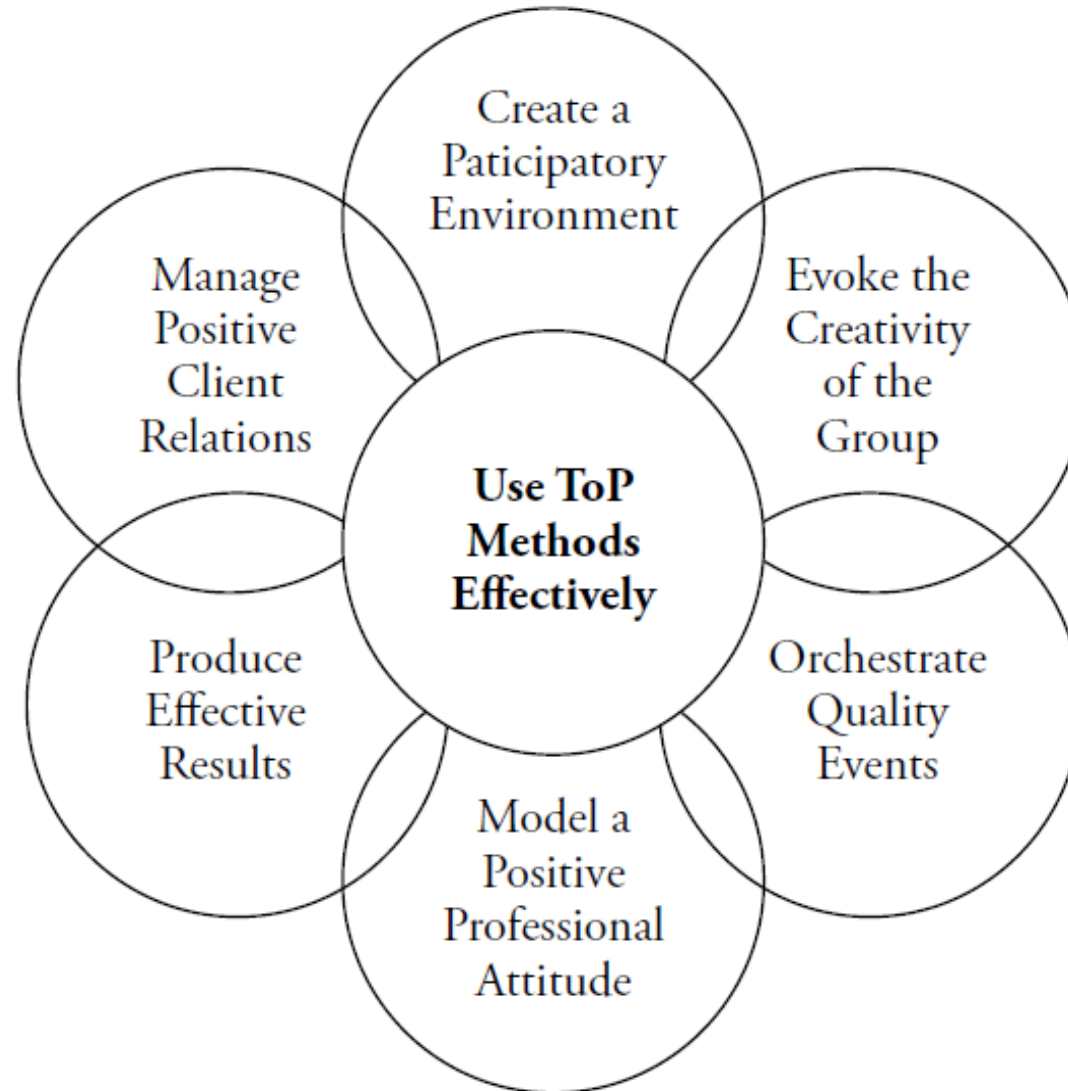 Create a
Paticipatory
Environment
Evoke the
Creativity
of the
Group
Orchestrate
Quality
Events
Model a
Positive
Professional
Attitude
Produce
Effective
Results
Manage
Positive
Client
Relations
Use ToP
Methods
Effectively